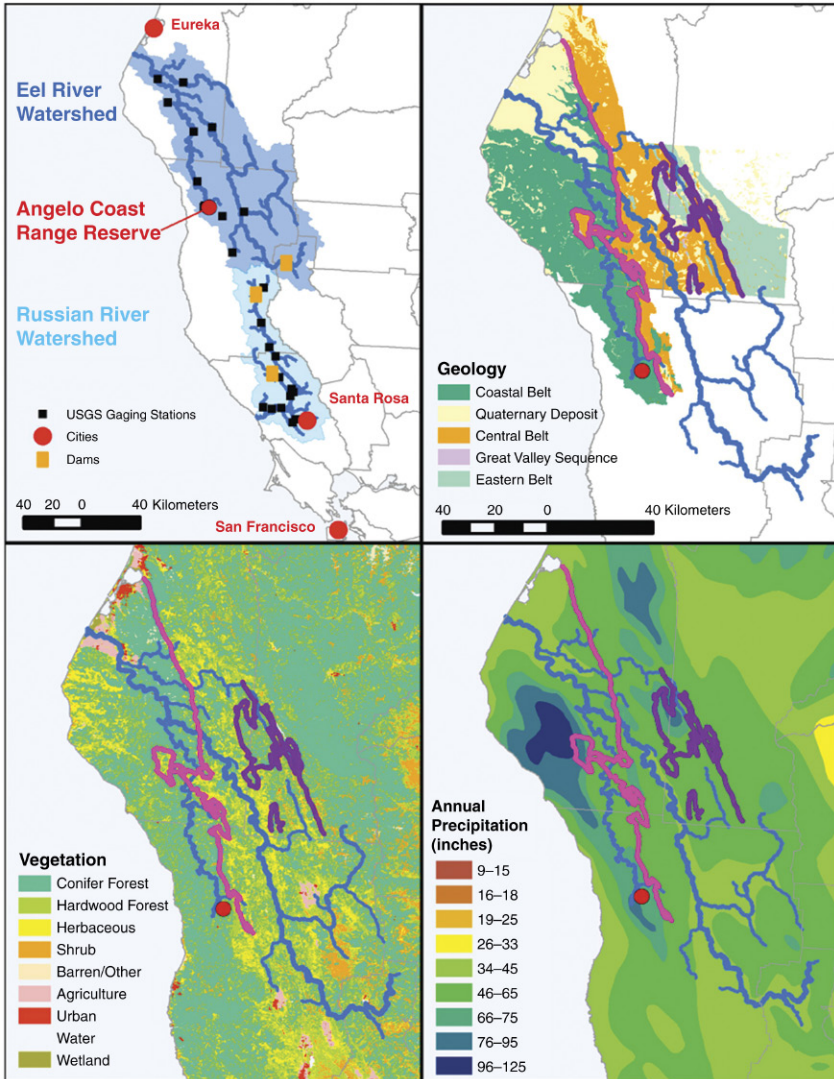 Eureka
Eel River
Watershed
Angelo Coast
Range Reserve
Russian River
Watershed
Santa Rosa
USGS Gaging Stations
Cities
Dams
40 20 0 40 Kilometers
San Francisco
Geology
Coastal Belt
Quaternary Deposit
Central Belt
Great Valley Sequence
Eastern Belt
40 20 0 40 Kilometers
Vegetation
Conifer Forest
Hardwood Forest
Herbaceous
Shrub
Barren/Other
Agriculture
Urban
Water
Wetland
Annual
Precipitation
(inches)
9–15
16–18
19–25
26–33
34–45
46–65
66–75
76–95
96–125